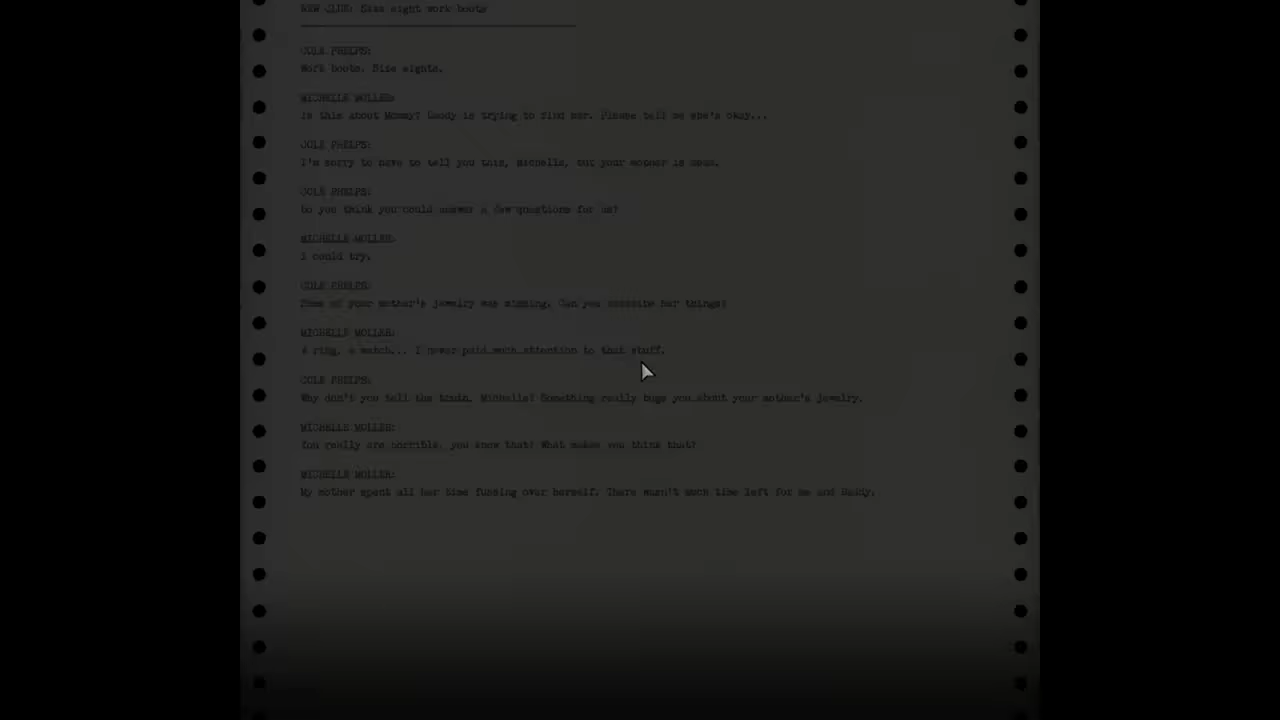 NEW CLUE: Size eight work boots
COLE PHELPS:
Work boots. Size eights.
MICHELLE MOLLER:
Is this about Mommy? Daddy is trying to find her. Please tell me she's okay...
COLE PHELPS:
I'm sorry to have to tell you this, Michelle, but your mother is dead.
COLE PHELPS:
Do you think you could answer a few questions for us?
MICHELLE MOLLER:
I could try.
COLE PHELPS:
Some of your mother's jewelry was missing. Can you describe her things?
MICHELLE MOLLER:
A ring, a watch... I never paid much attention to that stuff.
COLE PHELPS:
Why don't you tell the truth, Michelle? Something really bugs you about your mother's jewelry.
MICHELLE MOLLER:
You really are horrible, you know that? What makes you think that?
MICHELLE MOLLER:
My mother spent all her time fussing over herself. There wasn't much time left for me and Daddy.